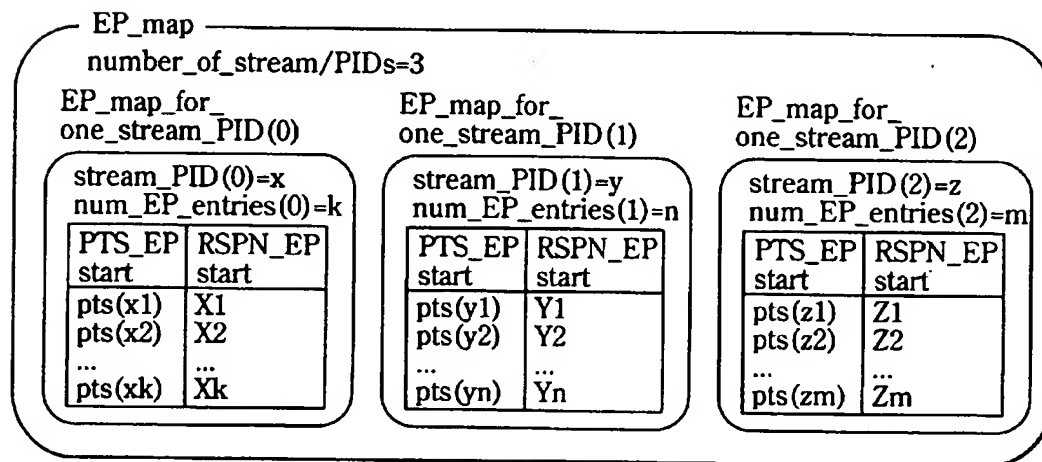 EP_map
number_of_stream/PIDs=3
EP_map_for_
one_stream_PID(0)
stream_PID(0)=x
num_EP_entries(0)=k
PTS_EP RSPN_EP
start start
pts(x1) X1
pts(x2) X2
... ...
pts(xk) Xk
EP_map_for_
one_stream_PID(1)
stream_PID(1)=y
num_EP_entries(1)=n
PTS_EP RSPN_EP
start start
pts(y1) Y1
pts(y2) Y2
... ...
pts(yn) Yn
EP_map_for_
one_stream_PID(2)
stream_PID(2)=z
num_EP_entries(2)=m
PTS_EP RSPN_EP
start start
pts(z1) Z1
pts(z2) Z2
... ...
pts(zm) Zm